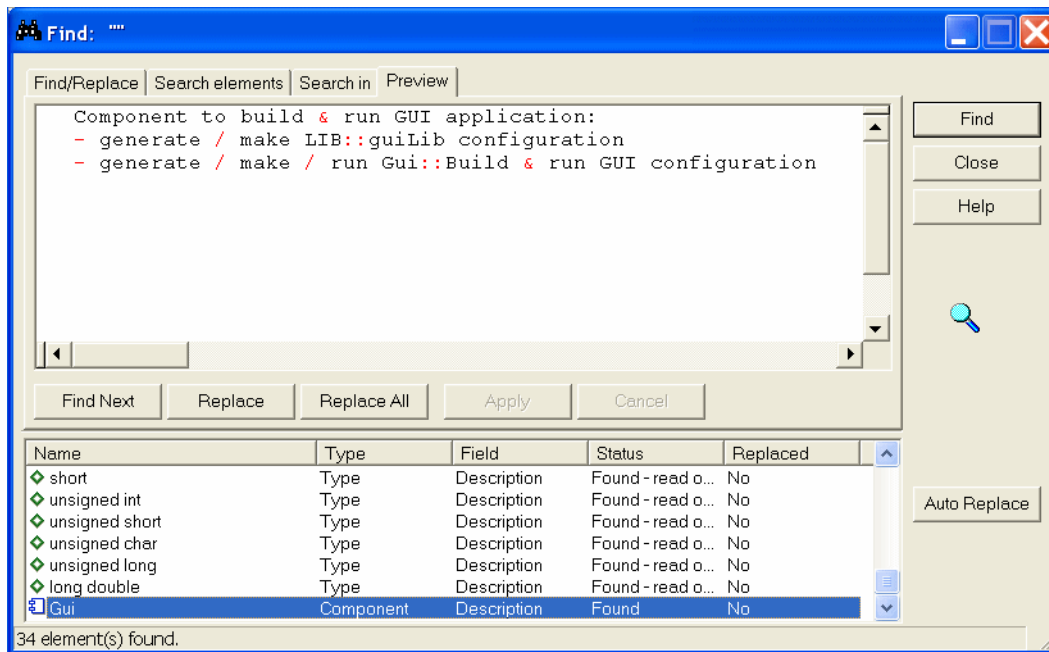 Find: ""
Find/Replace Search elements Search in Preview
Component to build & run GUI application:
- generate / make LIB::guiLib configuration
- generate / make / run Gui::Build & run GUI configuration
Find
Close
Help
Find Next Replace Replace All Apply Cancel
Name Type Field Status Replaced
short Type Description Found - read o... No
unsigned int Type Description Found - read o... No
unsigned short Type Description Found - read o... No
unsigned char Type Description Found - read o... No
unsigned long Type Description Found - read o... No
long double Type Description Found - read o... No
Gui Component Description Found No
Auto Replace
34 element(s) found.